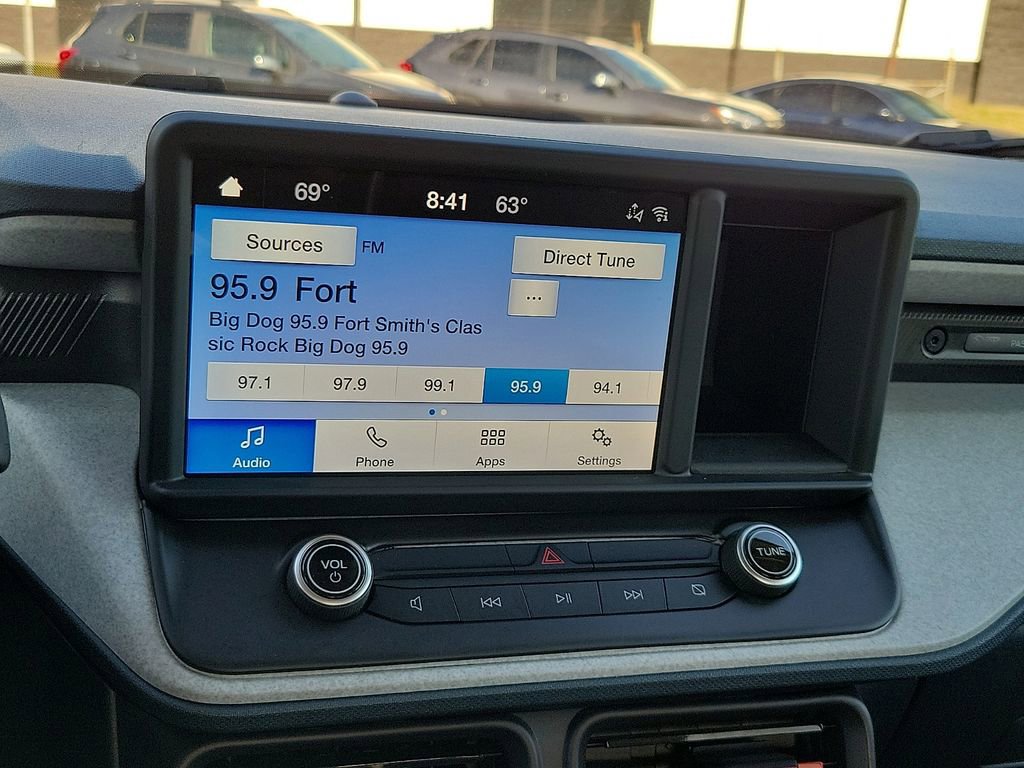 69° 8:41 63°
Sources FM Direct Tune
95.9 Fort ...
Big Dog 95.9 Fort Smith's Clas
sic Rock Big Dog 95.9
97.1 97.9 99.1 95.9 94.1
Audio Phone Apps Settings
VOL TUNE